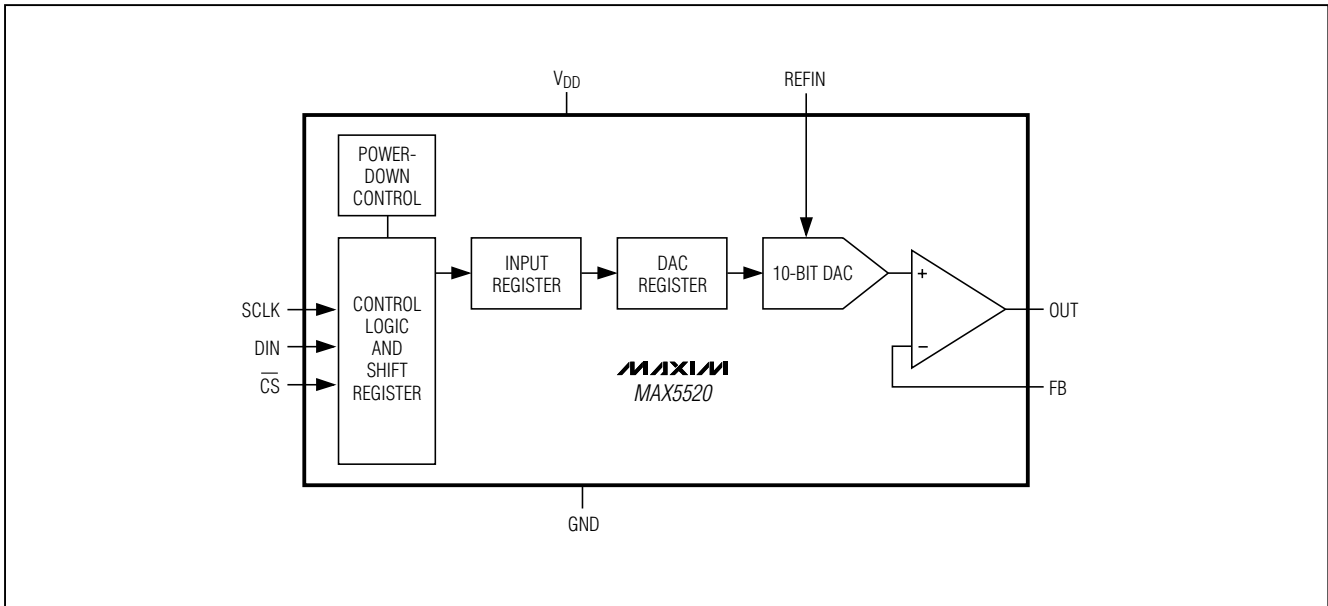 VDD
REFIN
POWER-
DOWN
CONTROL
SCLK
DIN
CS
CONTROL
LOGIC
AND
SHIFT
REGISTER
INPUT
REGISTER
DAC
REGISTER
10-BIT DAC
+
−
OUT
FB
MAXIM
MAX5520
GND